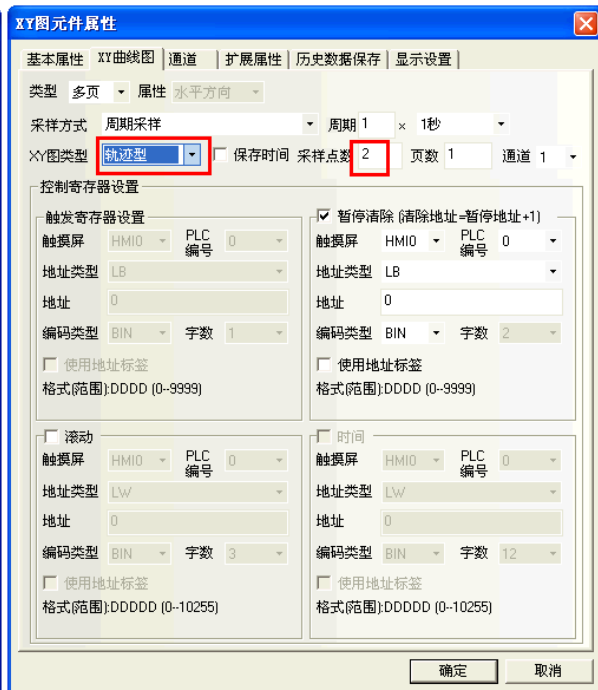 XY图元件属性
基本属性 XY曲线图 通道 扩展属性 历史数据保存 显示设置
类型 多页 属性 水平方向
采样方式 周期采样 周期 1 × 1秒
XY图类型 轨迹型 保存时间 采样点数 2 页数 1 通道 1
控制寄存器设置
触发寄存器设置
触摸屏 HMI0 PLC编号 0
地址类型 LB
地址 0
编码类型 BIN 字数 1
使用地址标签
格式(范围):DDDD (0--9999)
暂停清除 (清除地址=暂停地址+1)
触摸屏 HMI0 PLC编号 0
地址类型 LB
地址 0
编码类型 BIN 字数 2
使用地址标签
格式(范围):DDDD (0--9999)
滚动
触摸屏 HMI0 PLC编号 0
地址类型 LW
地址 0
编码类型 BIN 字数 3
使用地址标签
格式(范围):DDDDD (0--10255)
时间
触摸屏 HMI0 PLC编号 0
地址类型 LW
地址 0
编码类型 BIN 字数 12
使用地址标签
格式(范围):DDDDD (0--10255)
确定 取消